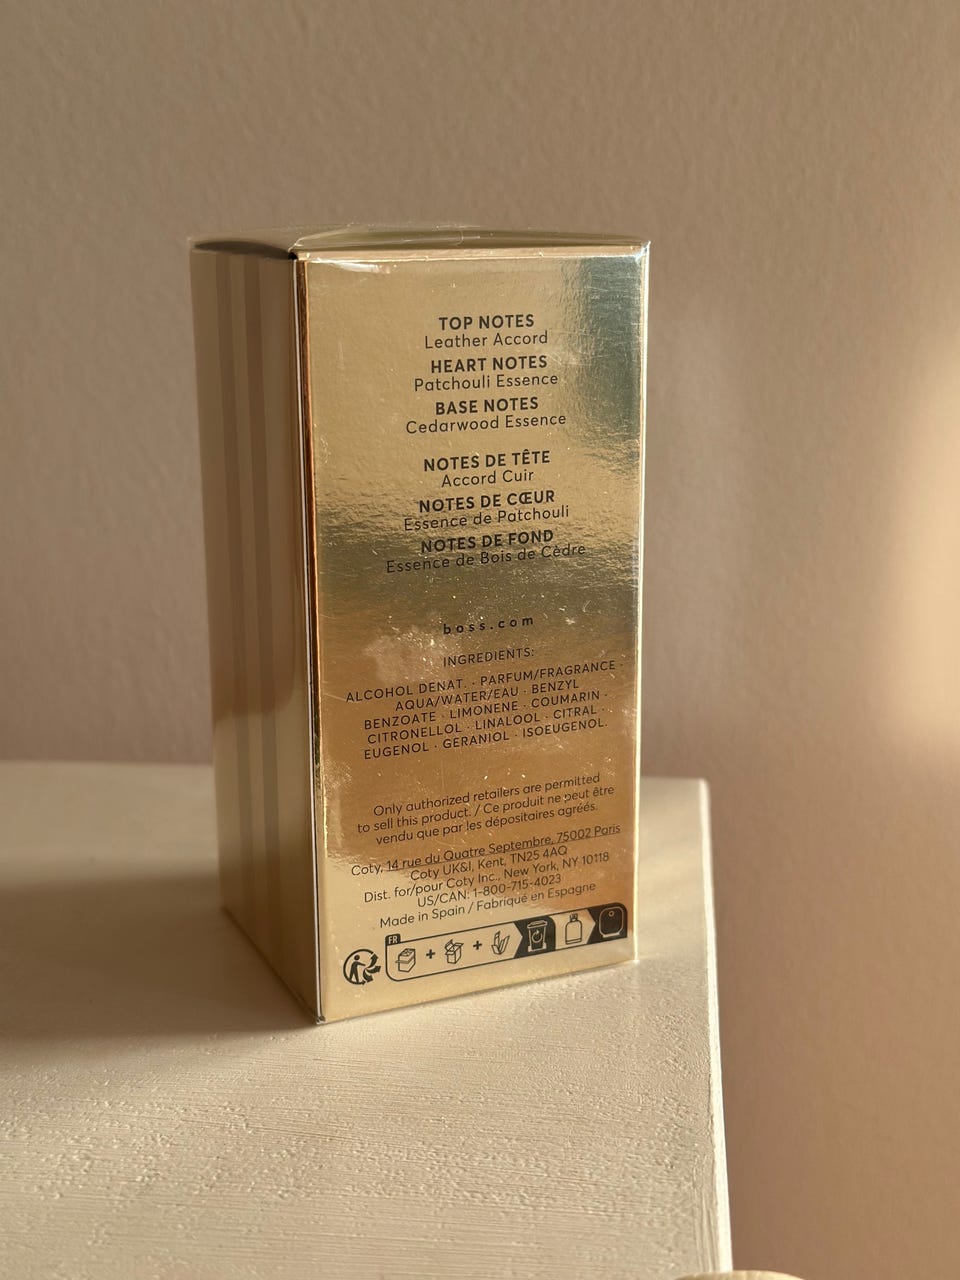 TOP NOTES
Leather Accord
HEART NOTES
Patchouli Essence
BASE NOTES
Cedarwood Essence
NOTES DE TÊTE
Accord Cuir
NOTES DE CŒUR
Essence de Patchouli
NOTES DE FOND
Essence de Bois de Cèdre
boss.com
INGREDIENTS:
ALCOHOL DENAT. · PARFUM/FRAGRANCE ·
AQUA/WATER/EAU · BENZYL
BENZOATE · LIMONENE · COUMARIN ·
CITRONELLOL · LINALOOL · CITRAL ·
EUGENOL · GERANIOL · ISOEUGENOL.
Only authorized retailers are permitted
to sell this product. / Ce produit ne peut être
vendu que par les dépositaires agréés.
Coty, 14 rue du Quatre Septembre, 75002 Paris
Coty UK&I, Kent, TN25 4AQ
Dist. for/pour Coty Inc., New York, NY 10118
US/CAN: 1-800-715-4023
Made in Spain / Fabriqué en Espagne
FR